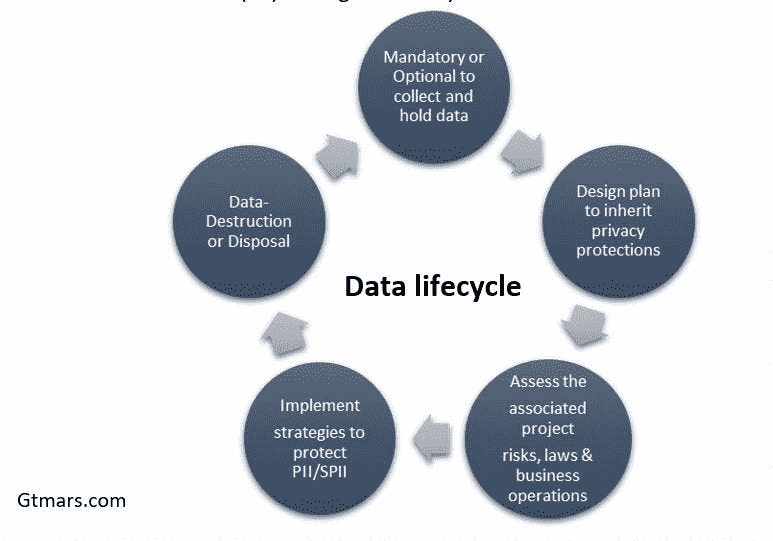 Mandatory or
Optional to
collect and
hold data
Design plan
to inherit
privacy
protections
Assess the
associated
project
risks, laws &
business
operations
Implement
strategies to
protect
PII/SPII
Data-
Destruction
or Disposal
Data lifecycle
Gtmars.com